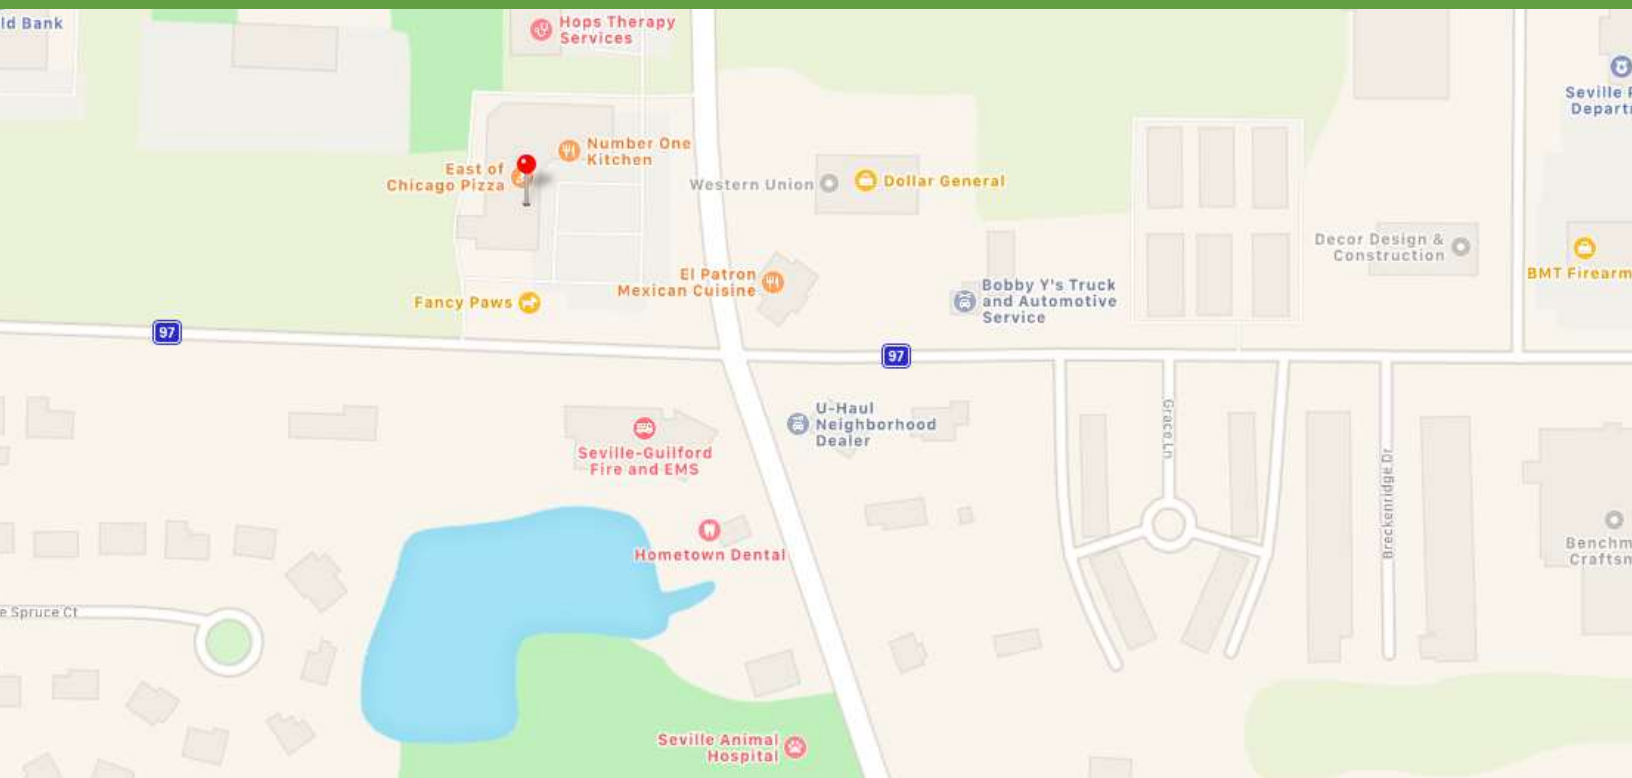 ld Bank
Hops Therapy
Services
Seville P
Departm
Number One
Kitchen
East of
Chicago Pizza
Western Union
Dollar General
Decor Design &
Construction
El Patron
Mexican Cuisine
BMT Firearm
Bobby Y's Truck
and Automotive
Service
Fancy Paws
97
97
U-Haul
Neighborhood
Dealer
Grace Ln
Seville-Guilford
Fire and EMS
Breckenridge Dr
Hometown Dental
Benchm
Craftsm
e Spruce Ct
Seville Animal
Hospital